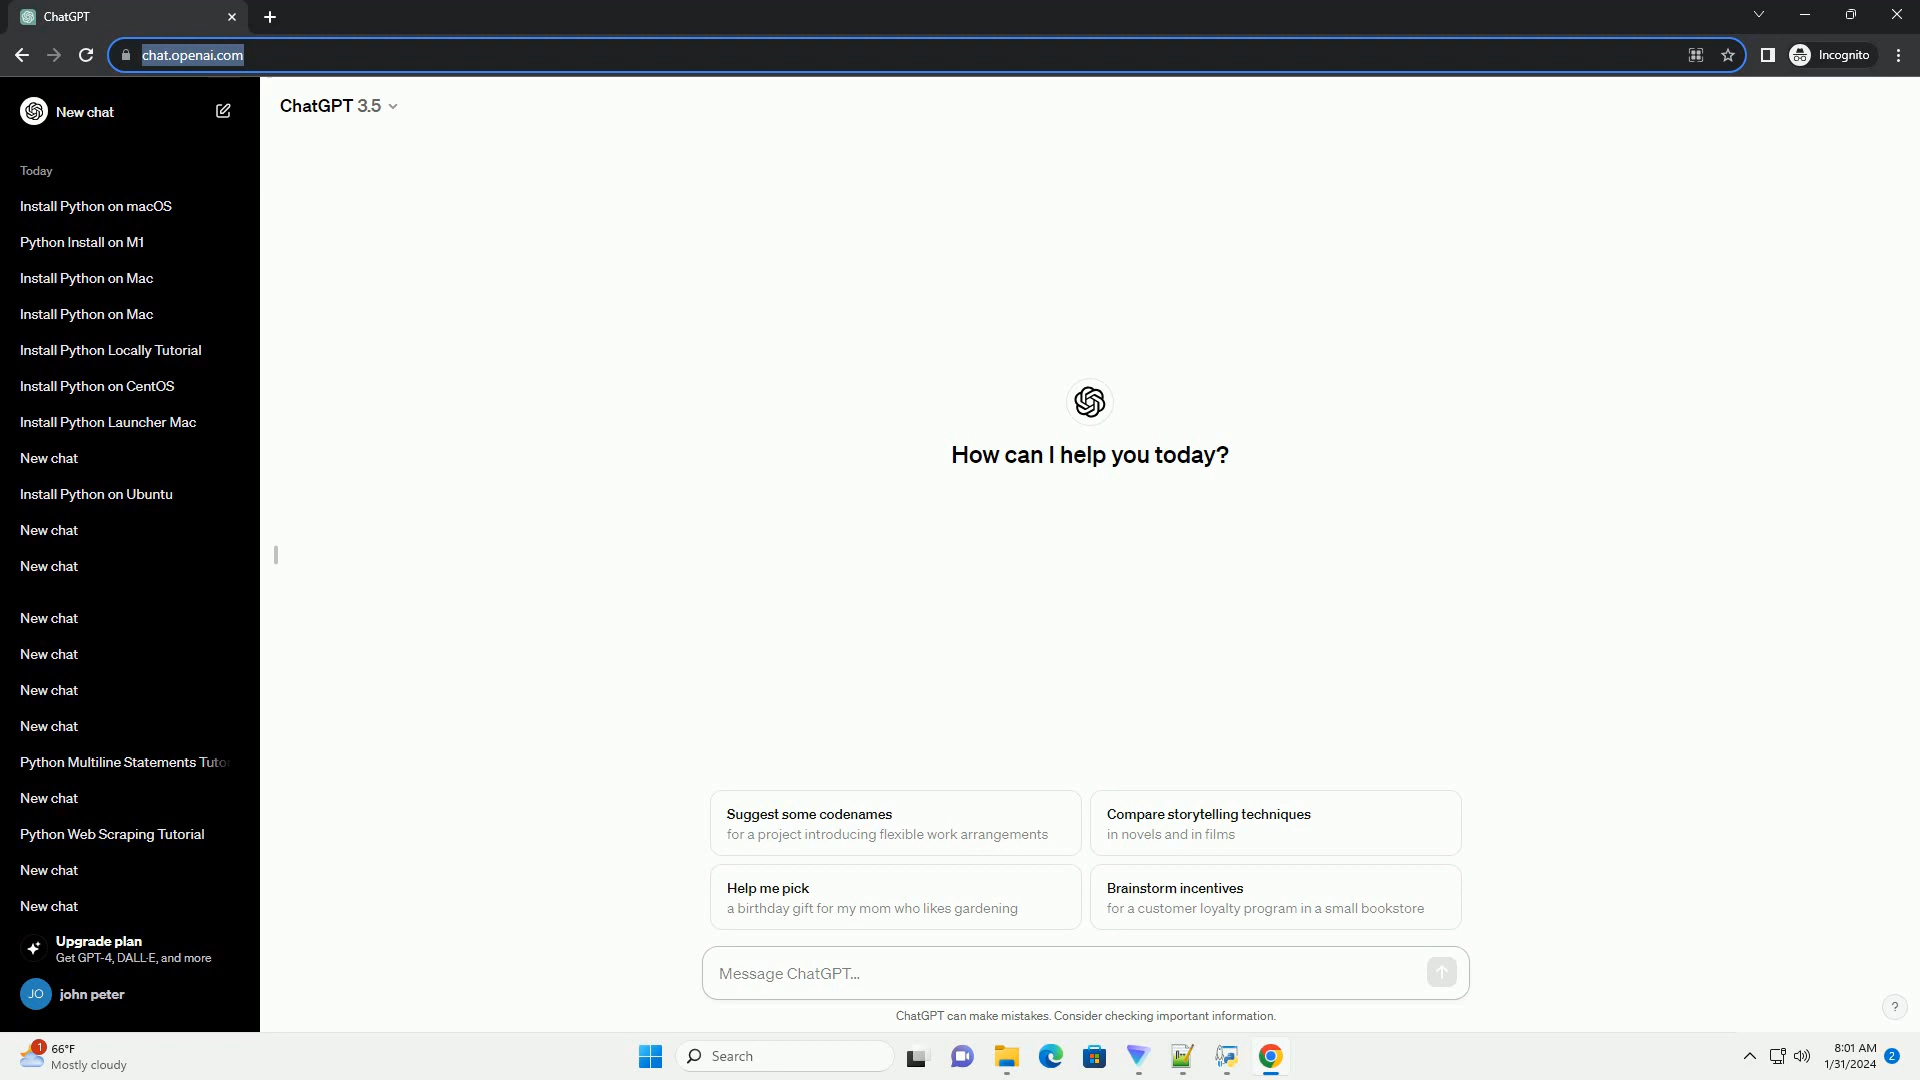 ChatGPT
chat.openai.com
Incognito
New chat
ChatGPT 3.5
Today
Install Python on macOS
Python Install on M1
Install Python on Mac
Install Python on Mac
Install Python Locally Tutorial
Install Python on CentOS
Install Python Launcher Mac
New chat
Install Python on Ubuntu
New chat
New chat
New chat
New chat
New chat
New chat
Python Multiline Statements Tuto
New chat
Python Web Scraping Tutorial
New chat
New chat
Upgrade plan
Get GPT-4, DALL·E, and more
JO john peter
How can I help you today?
Suggest some codenames
for a project introducing flexible work arrangements
Compare storytelling techniques
in novels and in films
Help me pick
a birthday gift for my mom who likes gardening
Brainstorm incentives
for a customer loyalty program in a small bookstore
Message ChatGPT...
ChatGPT can make mistakes. Consider checking important information.
?
1
66°F
Mostly cloudy
Search
8:01 AM
1/31/2024
2